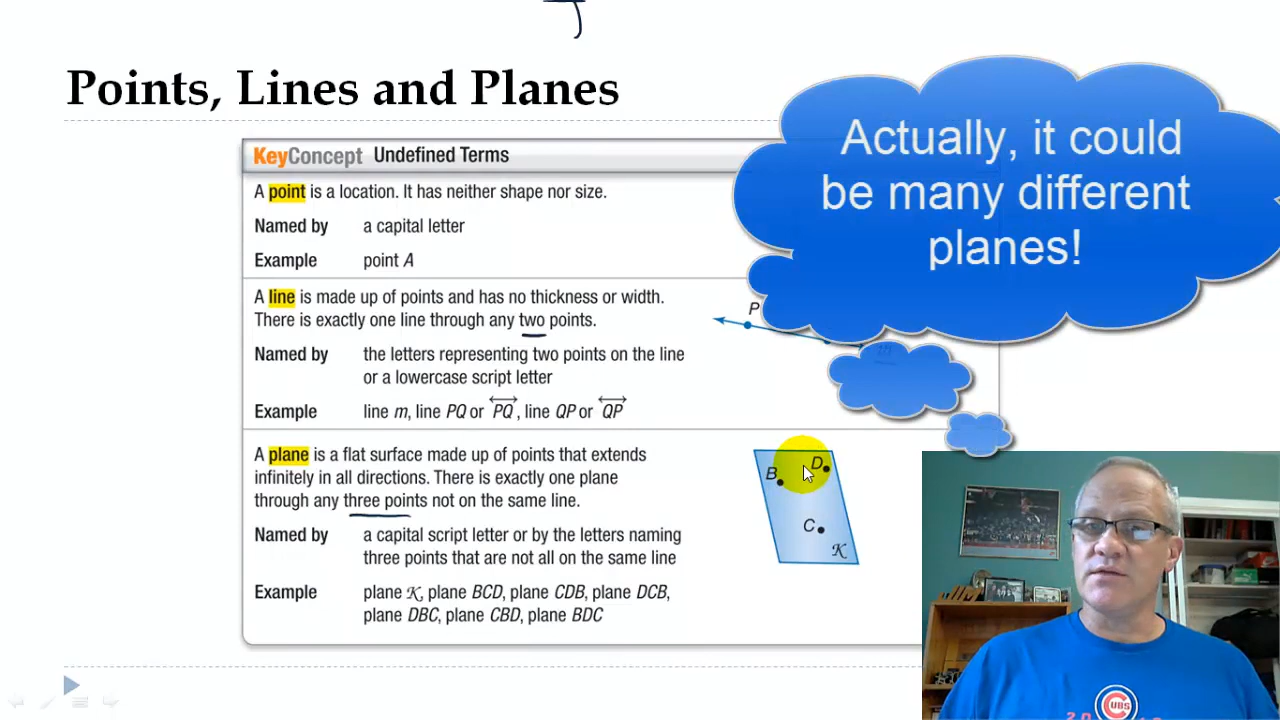 Points, Lines and Planes
Actually, it could
be many different
planes!
KeyConcept Undefined Terms
A point is a location. It has neither shape nor size.
Named by a capital letter
Example point A
A line is made up of points and has no thickness or width.
There is exactly one line through any two points.
Named by the letters representing two points on the line
or a lowercase script letter
Example line m, line PQ or PQ, line QP or QP
P
A plane is a flat surface made up of points that extends
infinitely in all directions. There is exactly one plane
through any three points not on the same line.
Named by a capital script letter or by the letters naming
three points that are not all on the same line
Example plane K, plane BCD, plane CDB, plane DCB,
plane DBC, plane CBD, plane BDC
B D
C
K
CUBS